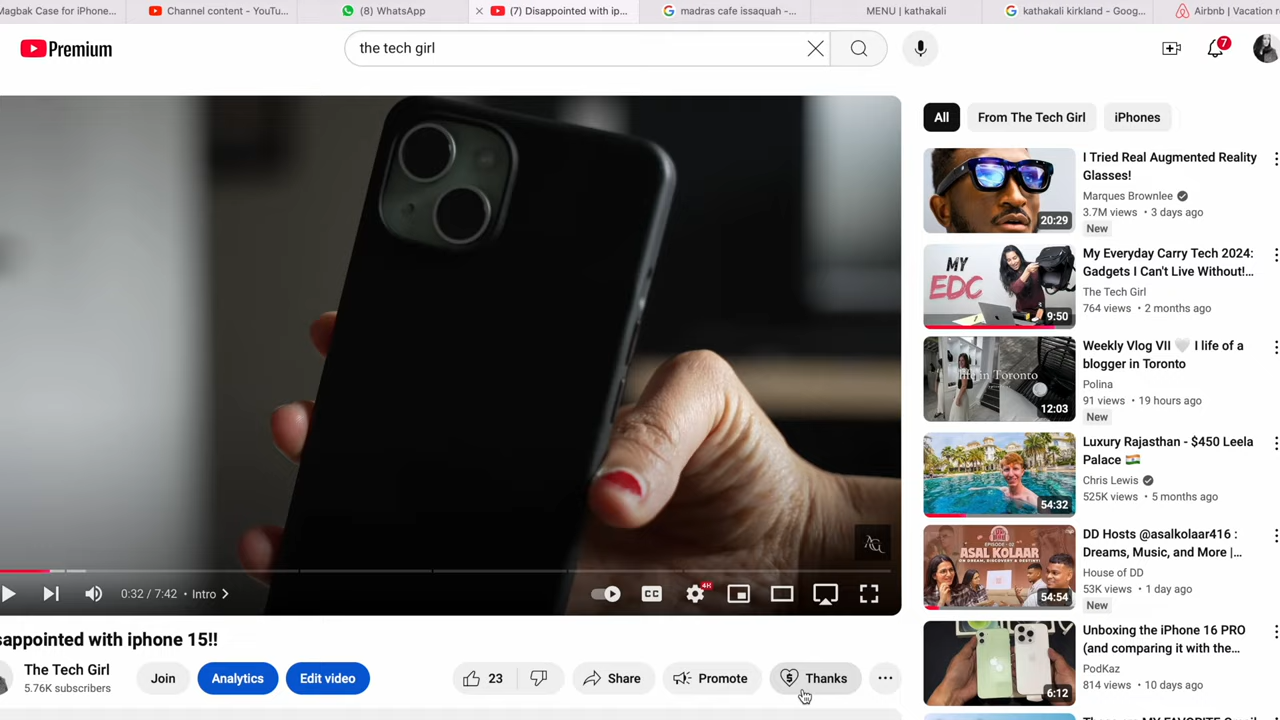 Magbak Case for iPhone...
Channel content - YouTu...
(8) WhatsApp
(7) Disappointed with ip...
madras cafe issaquah -...
MENU | kathakali
kathakali kirkland - Goog...
Airbnb | Vacation r
Premium
the tech girl
7
All
From The Tech Girl
iPhones
I Tried Real Augmented Reality
Glasses!
Marques Brownlee
3.7M views • 3 days ago
New
20:29
My Everyday Carry Tech 2024:
Gadgets I Can't Live Without!...
The Tech Girl
764 views • 2 months ago
MY
EDC
9:50
Weekly Vlog VII 🤍 I life of a
blogger in Toronto
Polina
91 views • 19 hours ago
New
life in Toronto
12:03
Luxury Rajasthan - $450 Leela
Palace 🇮🇳
Chris Lewis
525K views • 5 months ago
54:32
DD Hosts @asalkolaar416 :
Dreams, Music, and More |...
House of DD
53K views • 1 day ago
New
ASAL KOLAAR
54:54
Unboxing the iPhone 16 PRO
(and comparing it with the...
PodKaz
814 views • 10 days ago
6:12
0:32 / 7:42 • Intro
CC
4K
sappointed with iphone 15!!
The Tech Girl
5.76K subscribers
Join
Analytics
Edit video
23
Share
Promote
Thanks